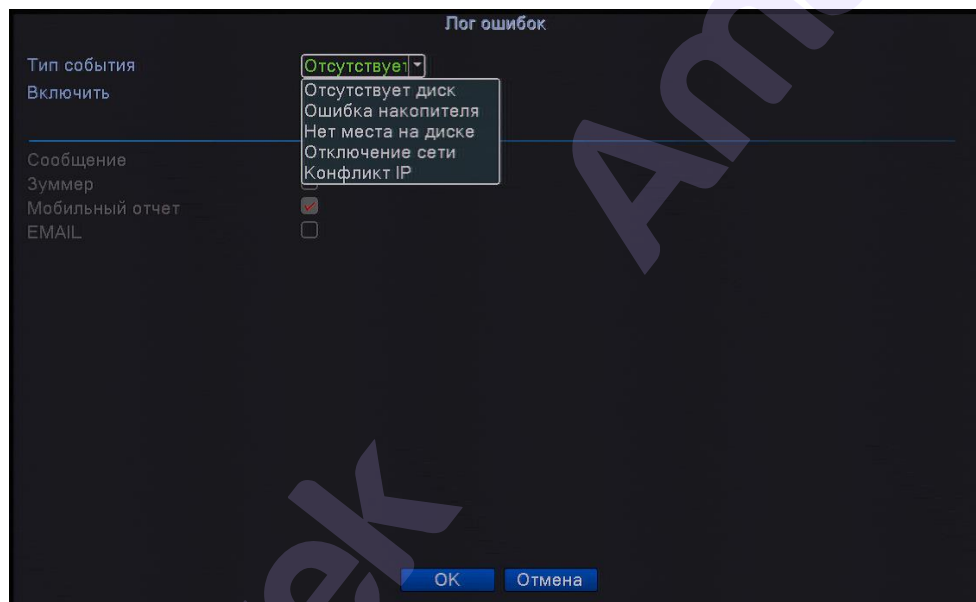 Лог ошибок
Тип события Отсутствует
Включить
Отсутствует диск
Ошибка накопителя
Нет места на диске
Отключение сети
Конфликт IP
Сообщение
Зуммер
Мобильный отчет
EMAIL
OK Отмена